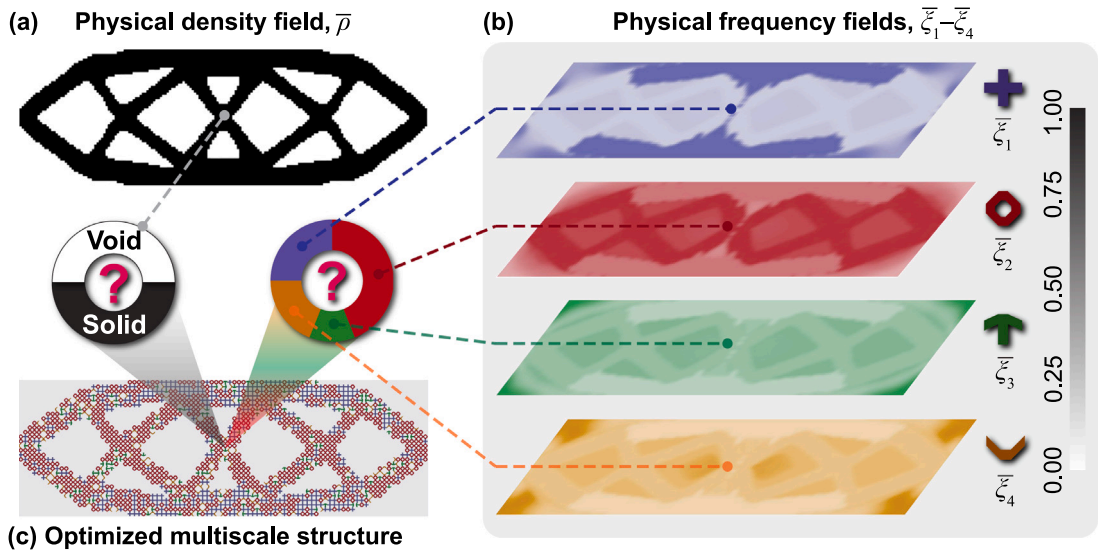 (a) Physical density field, ρ̅
(b) Physical frequency fields, ξ̅₁–ξ̅₄
Void
?
Solid
?
ξ̅₁
ξ̅₂
ξ̅₃
ξ̅₄
1.00
0.75
0.50
0.25
0.00
(c) Optimized multiscale structure